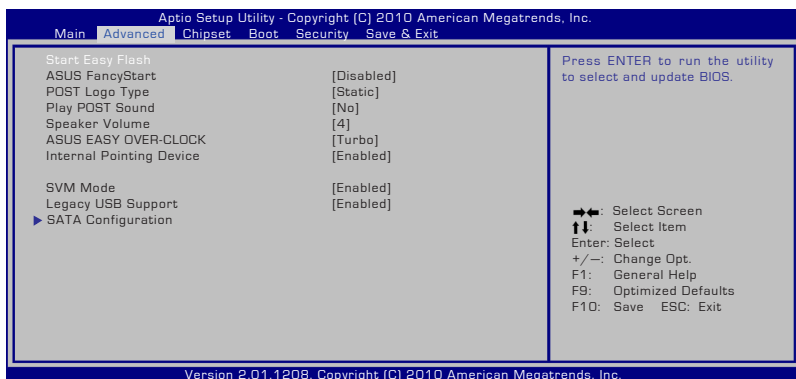 Aptio Setup Utility - Copyright (C) 2010 American Megatrends, Inc.
Main Advanced Chipset Boot Security Save & Exit
Start Easy Flash
ASUS FancyStart [Disabled]
POST Logo Type [Static]
Play POST Sound [No]
Speaker Volume [4]
ASUS EASY OVER-CLOCK [Turbo]
Internal Pointing Device [Enabled]
SVM Mode [Enabled]
Legacy USB Support [Enabled]
SATA Configuration
Press ENTER to run the utility
to select and update BIOS.
: Select Screen
: Select Item
Enter: Select
+/—: Change Opt.
F1: General Help
F9: Optimized Defaults
F10: Save ESC: Exit
Version 2.01.1208. Copyright (C) 2010 American Megatrends, Inc.